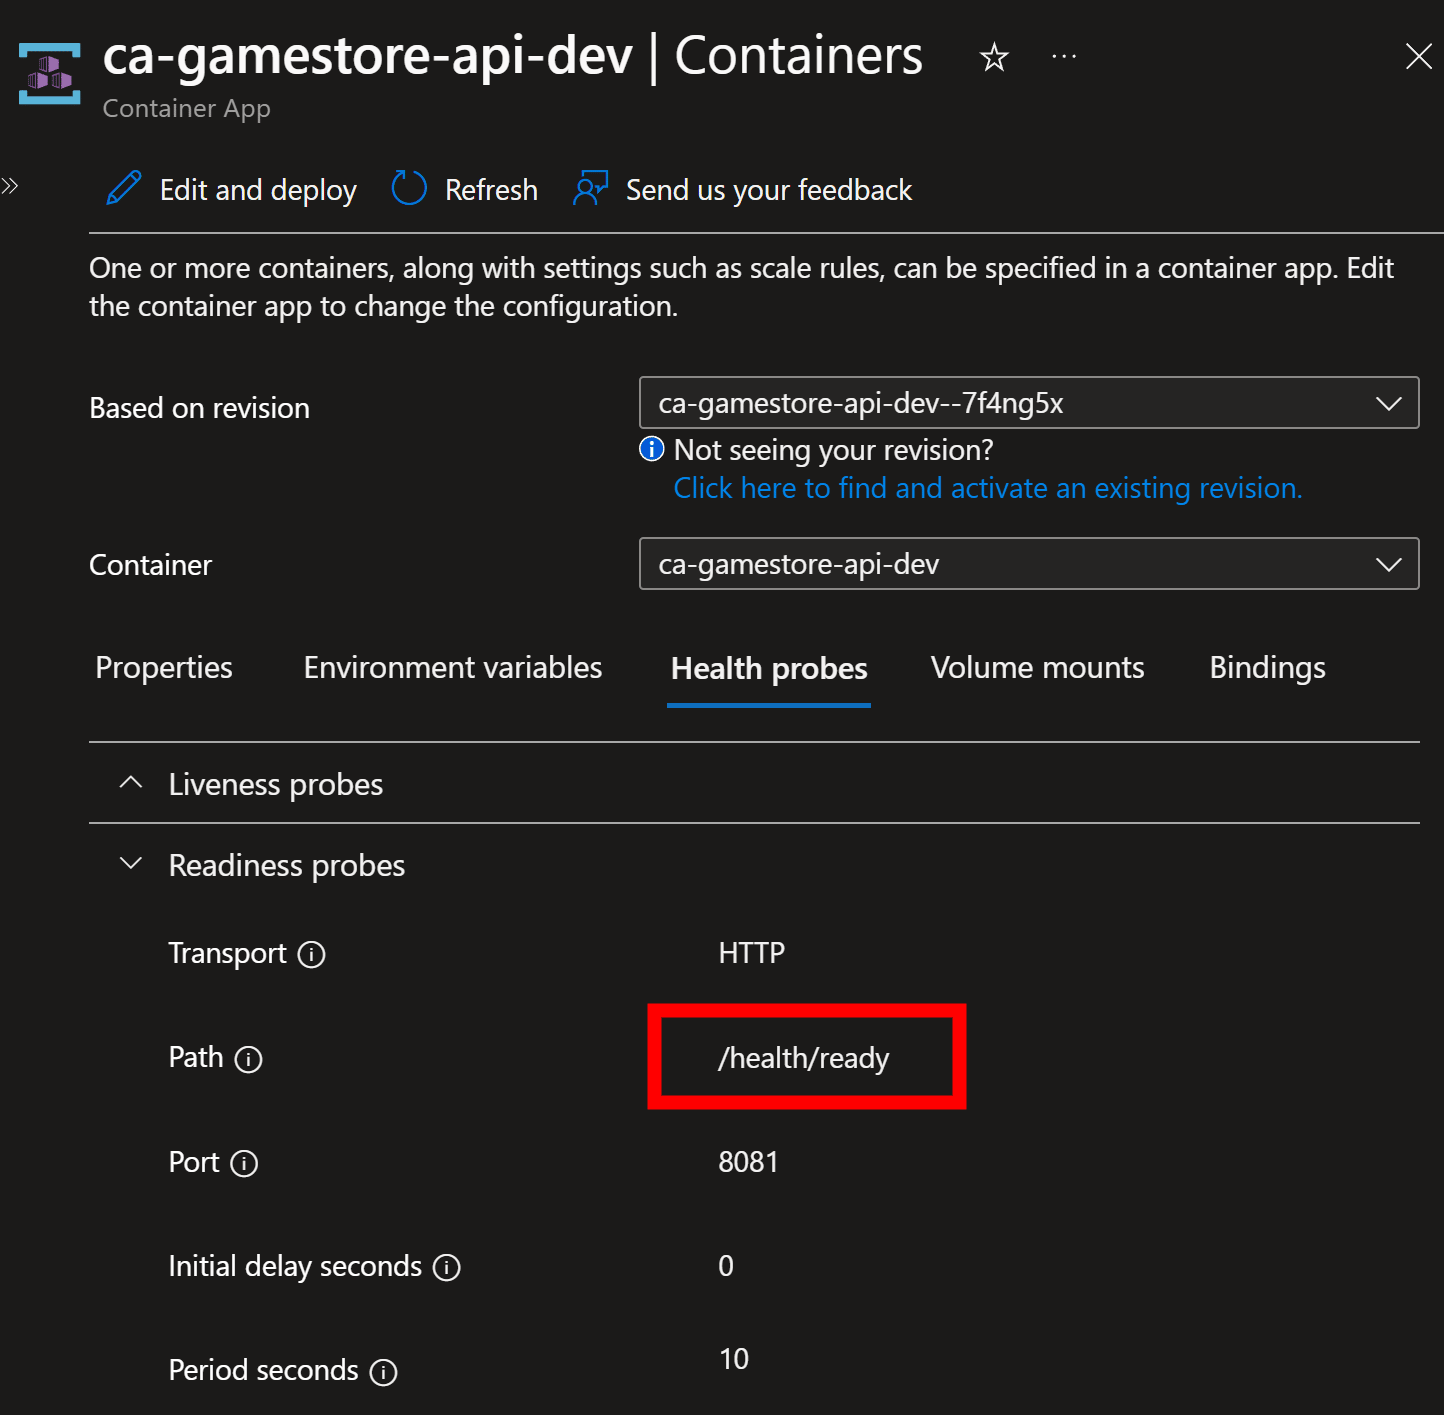 ca-gamestore-api-dev | Containers
Container App
Edit and deploy
Refresh
Send us your feedback
One or more containers, along with settings such as scale rules, can be specified in a container app. Edit
the container app to change the configuration.
Based on revision
ca-gamestore-api-dev--7f4ng5x
Not seeing your revision?
Click here to find and activate an existing revision.
Container
ca-gamestore-api-dev
Properties
Environment variables
Health probes
Volume mounts
Bindings
Liveness probes
Readiness probes
Transport
HTTP
Path
/health/ready
Port
8081
Initial delay seconds
0
Period seconds
10